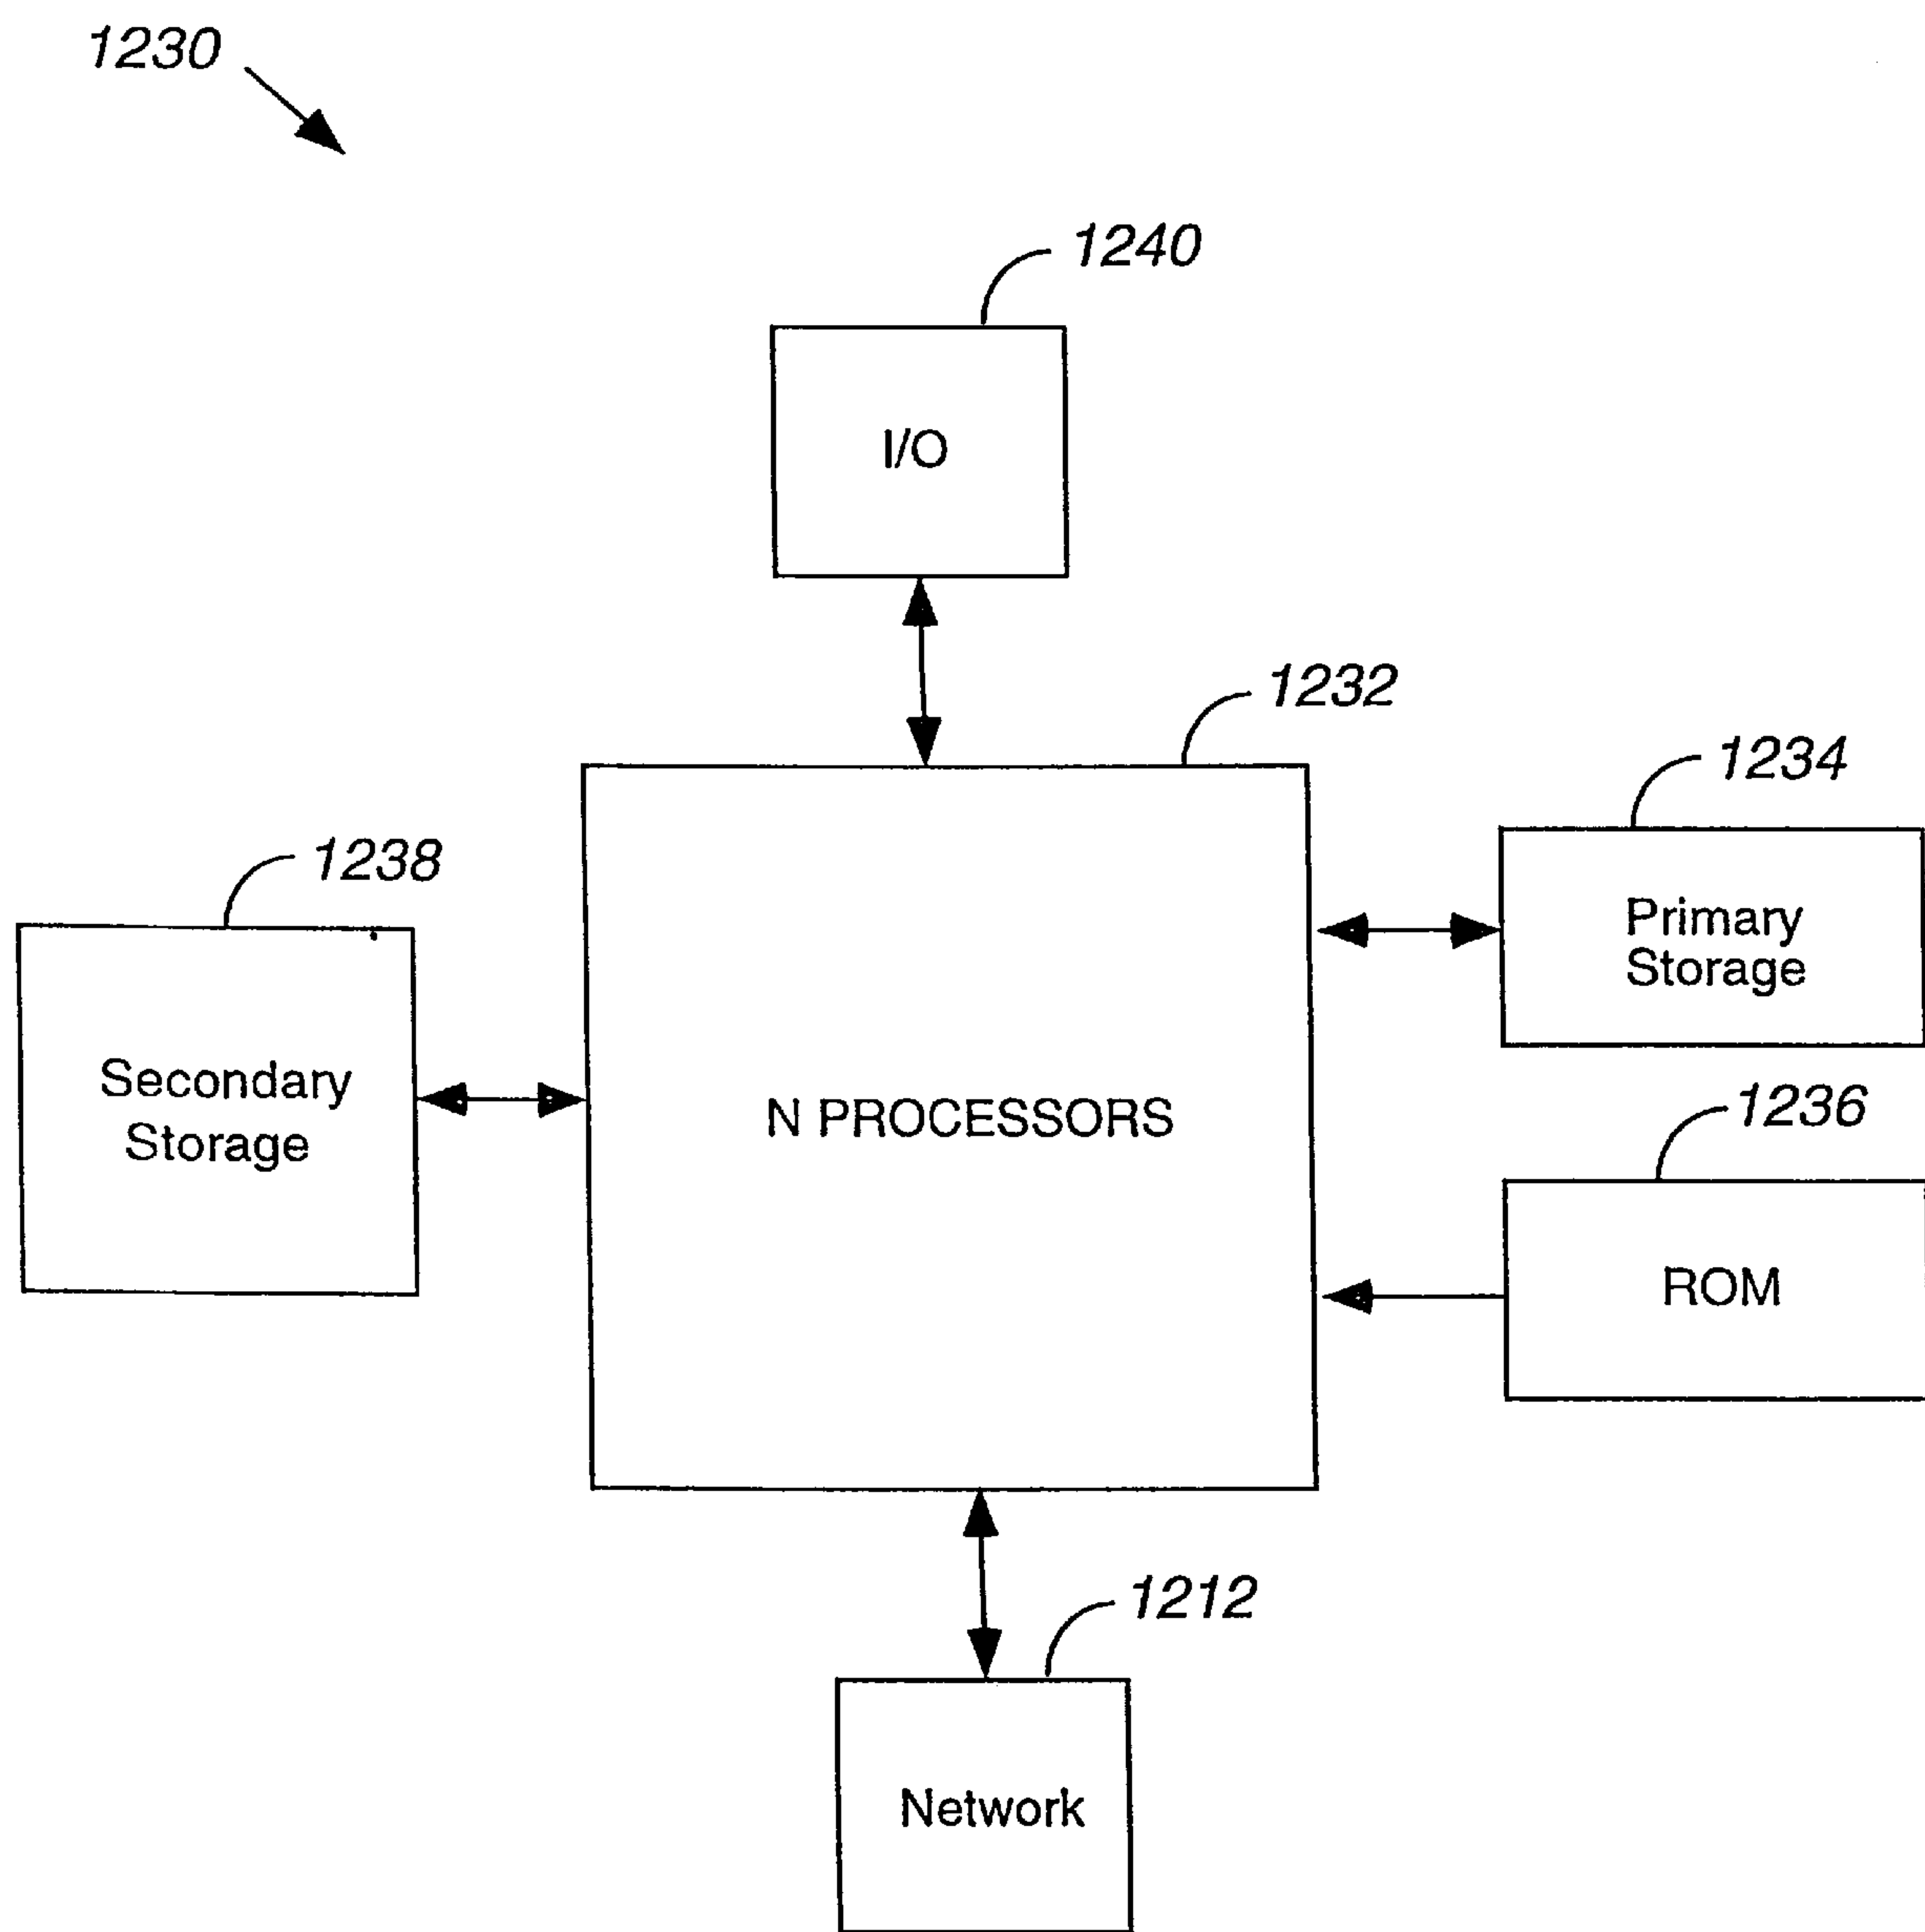 1230
1240
I/O
1232
1234
1238
Primary
Storage
Secondary
Storage
N PROCESSORS
1236
ROM
1212
Network